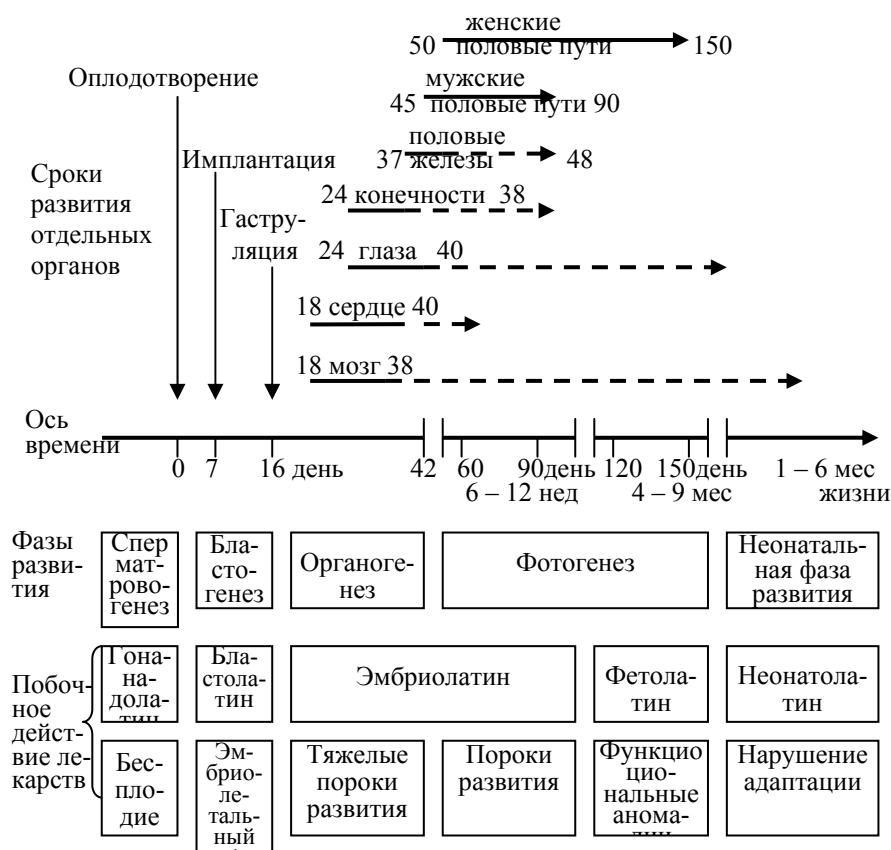 женские
50 половые пути 150
Оплодотворение
мужские
45 половые пути 90
половые
Имплантация 37 железы 48
Сроки
развития
отдельных
органов
24 конечности 38
Гастру-
ляция
24 глаза 40
18 сердце 40
18 мозг 38
Ось
времени
0 7 16 день 42 60 90день 120 150день 1 – 6 мес
6 – 12 нед 4 – 9 мес жизни
Фазы
разви-
тия
Спер
мат-
рово-
генез
Бла-
сто-
генез
Органоге-
нез
Фотогенез
Неонаталь-
ная фаза
развития
Побоч-
ное
дейст-
вие ле-
карств
Гона-
на-
долa-
тин
Бла-
стола-
тин
Эмбриолатин
Фетола-
тин
Неонатола-
тин
Бес-
пло-
дие
Эм-
брио-
ле-
таль-
ный
Тяжелые
пороки
развития
Пороки
развития
Функцио
цио-
нальные
анома-
лии
Нарушение
адаптации